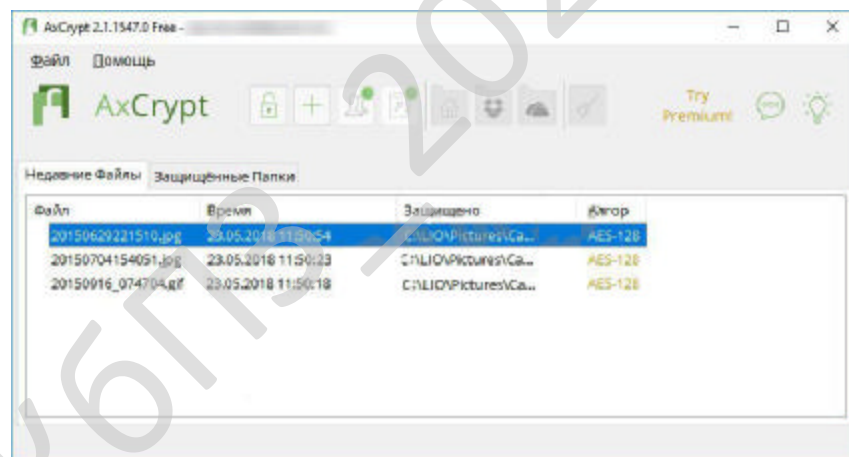 AxCrypt 2.1.1547.0 Free -
Файл Помощь
AxCrypt
Try Premium!
Недавние Файлы Защищённые Папки
Файл Время Защищено Алгор
20150629221510.jpg 23.05.2018 11:50:54 C:\LIO\Pictures\Ca... AES-128
20150704154051.jpg 23.05.2018 11:50:23 C:\LIO\Pictures\Ca... AES-128
20150916_074704.gif 23.05.2018 11:50:18 C:\LIO\Pictures\Ca... AES-128